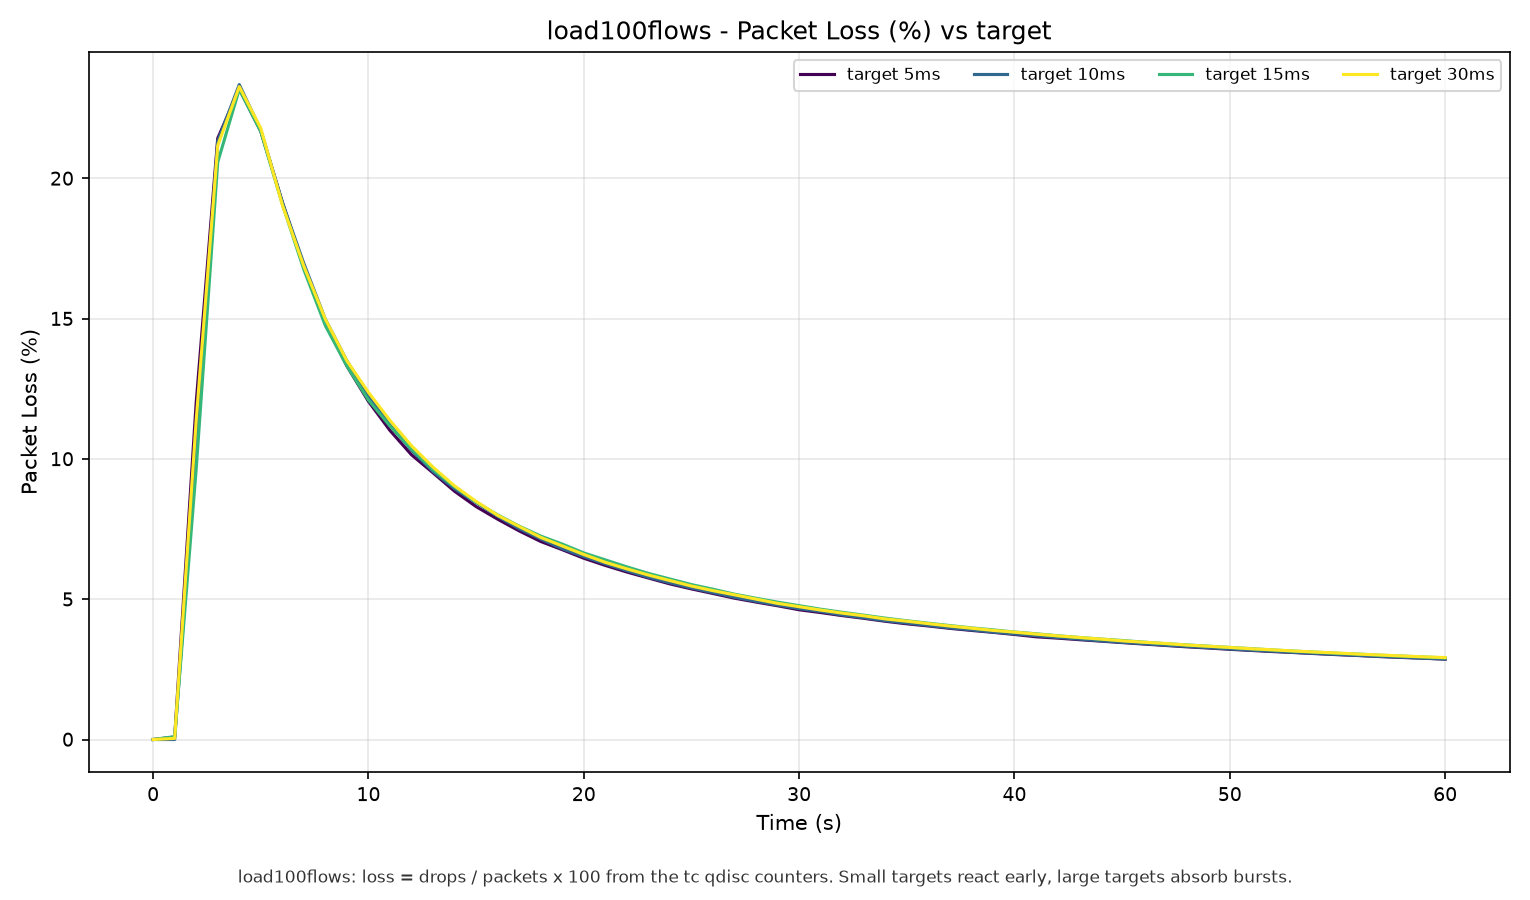 load100flows - Packet Loss (%) vs target
target 5ms target 10ms target 15ms target 30ms
Packet Loss (%)
20
15
10
5
0
0 10 20 30 40 50 60
Time (s)
load100flows: loss = drops / packets x 100 from the tc qdisc counters. Small targets react early, large targets absorb bursts.